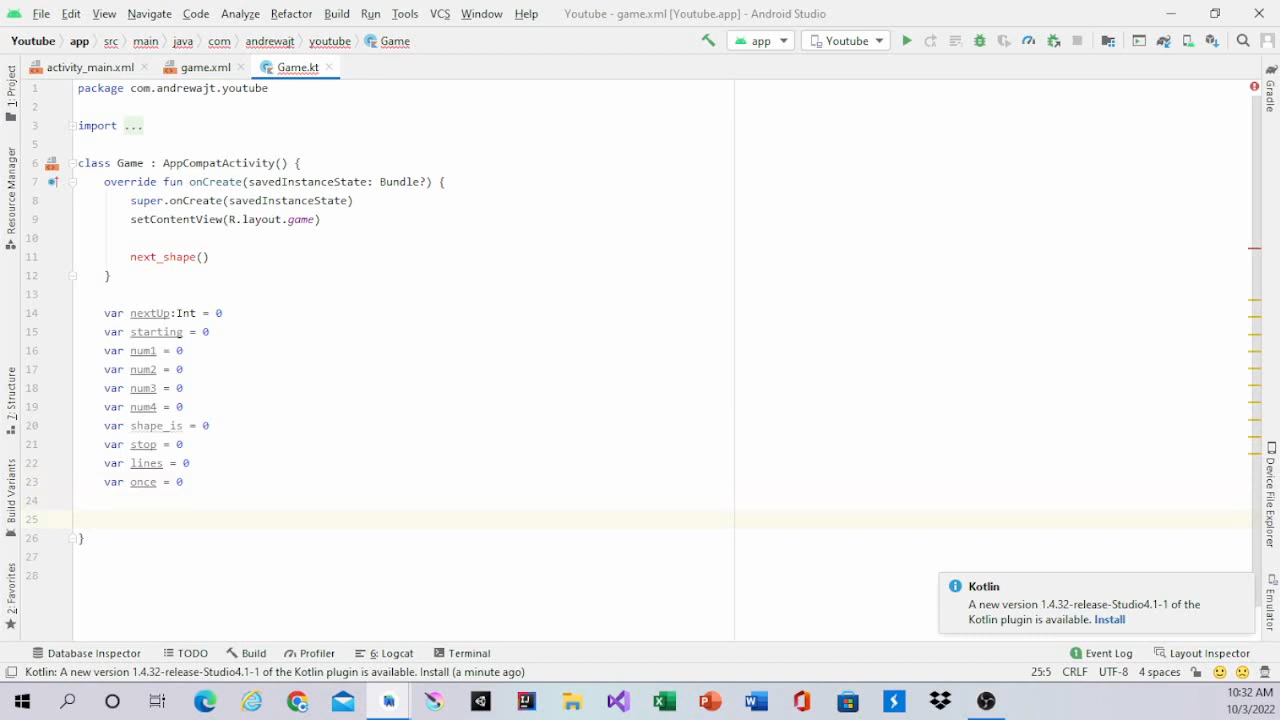 File Edit View Navigate Code Analyze Refactor Build Run Tools VCS Window Help Youtube - game.xml [Youtube.app] - Android Studio
Youtube app src main java com andrewajt youtube Game app Youtube
activity_main.xml game.xml Game.kt
1 package com.andrewajt.youtube
2
3 import ...
5
6 class Game : AppCompatActivity() {
7 override fun onCreate(savedInstanceState: Bundle?) {
8 super.onCreate(savedInstanceState)
9 setContentView(R.layout.game)
10
11 next_shape()
12 }
13
14 var nextUp:Int = 0
15 var starting = 0
16 var num1 = 0
17 var num2 = 0
18 var num3 = 0
19 var num4 = 0
20 var shape_is = 0
21 var stop = 0
22 var lines = 0
23 var once = 0
24
25
26 }
27
28
1: Project
Resource Manager
7: Structure
Build Variants
2: Favorites
Gradle
Device File Explorer
Emulator
Kotlin
A new version 1.4.32-release-Studio4.1-1 of the
Kotlin plugin is available. Install
Database Inspector TODO Build Profiler 6: Logcat Terminal 1 Event Log Layout Inspector
Kotlin: A new version 1.4.32-release-Studio4.1-1 of the Kotlin plugin is available. Install (a minute ago) 25:5 CRLF UTF-8 4 spaces
10:32 AM
10/3/2022